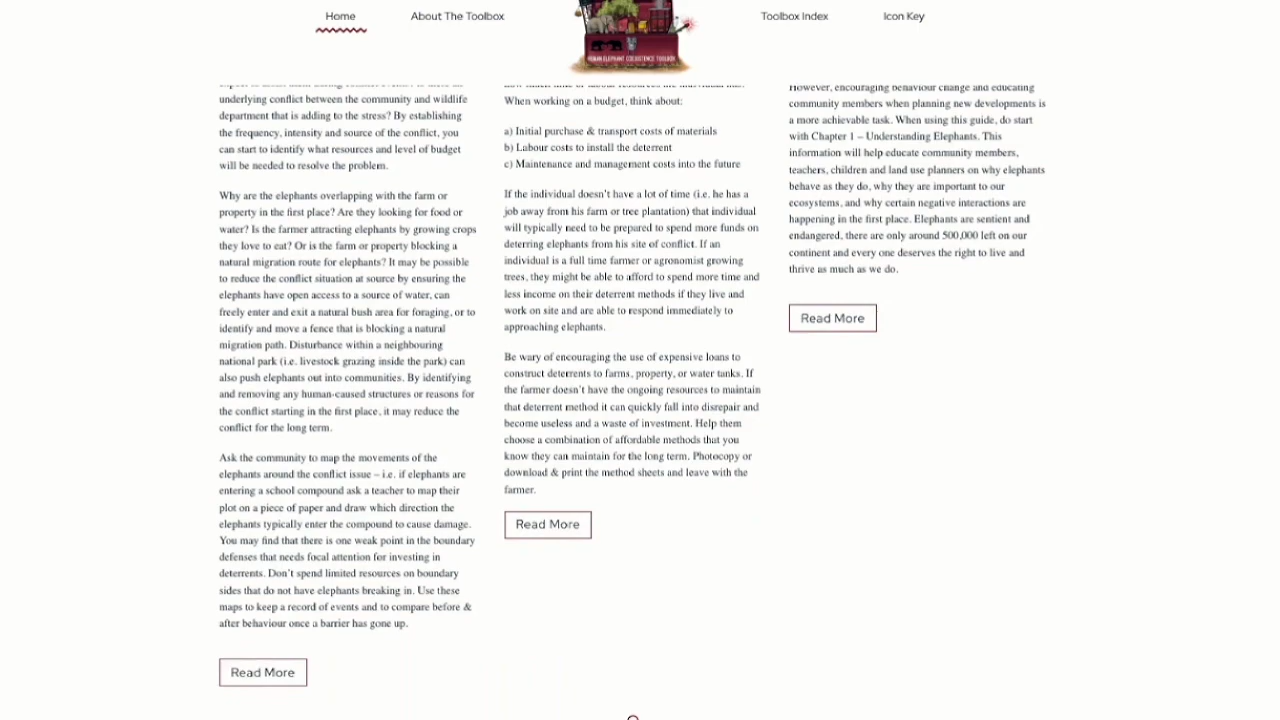 Home
About The Toolbox
Toolbox Index
Icon Key
HUMAN ELEPHANT COEXISTENCE TOOLBOX
underlying conflict between the community and wildlife
department that is adding to the stress? By establishing
the frequency, intensity and source of the conflict, you
can start to identify what resources and level of budget
will be needed to resolve the problem.
Why are the elephants overlapping with the farm or
property in the first place? Are they looking for food or
water? Is the farmer attracting elephants by growing crops
they love to eat? Or is the farm or property blocking a
natural migration route for elephants? It may be possible
to reduce the conflict situation at source by ensuring the
elephants have open access to a source of water, can
freely enter and exit a natural bush area for foraging, or to
identify and move a fence that is blocking a natural
migration path. Disturbance within a neighbouring
national park (i.e. livestock grazing inside the park) can
also push elephants out into communities. By identifying
and removing any human-caused structures or reasons for
the conflict starting in the first place, it may reduce the
conflict for the long term.
Ask the community to map the movements of the
elephants around the conflict issue – i.e. if elephants are
entering a school compound ask a teacher to map their
plot on a piece of paper and draw which direction the
elephants typically enter the compound to cause damage.
You may find that there is one weak point in the boundary
defenses that needs focal attention for investing in
deterrents. Don't spend limited resources on boundary
sides that do not have elephants breaking in. Use these
maps to keep a record of events and to compare before &
after behaviour once a barrier has gone up.
Read More
When working on a budget, think about:
a) Initial purchase & transport costs of materials
b) Labour costs to install the deterrent
c) Maintenance and management costs into the future
If the individual doesn't have a lot of time (i.e. he has a
job away from his farm or tree plantation) that individual
will typically need to be prepared to spend more funds on
deterring elephants from his site of conflict. If an
individual is a full time farmer or agronomist growing
trees, they might be able to afford to spend more time and
less income on their deterrent methods if they live and
work on site and are able to respond immediately to
approaching elephants.
Be wary of encouraging the use of expensive loans to
construct deterrents to farms, property, or water tanks. If
the farmer doesn't have the ongoing resources to maintain
that deterrent method it can quickly fall into disrepair and
become useless and a waste of investment. Help them
choose a combination of affordable methods that you
know they can maintain for the long term. Photocopy or
download & print the method sheets and leave with the
farmer.
Read More
However, encouraging behaviour change and educating
community members when planning new developments is
a more achievable task. When using this guide, do start
with Chapter 1 – Understanding Elephants. This
information will help educate community members,
teachers, children and land use planners on why elephants
behave as they do, why they are important to our
ecosystems, and why certain negative interactions are
happening in the first place. Elephants are sentient and
endangered, there are only around 500,000 left on our
continent and every one deserves the right to live and
thrive as much as we do.
Read More